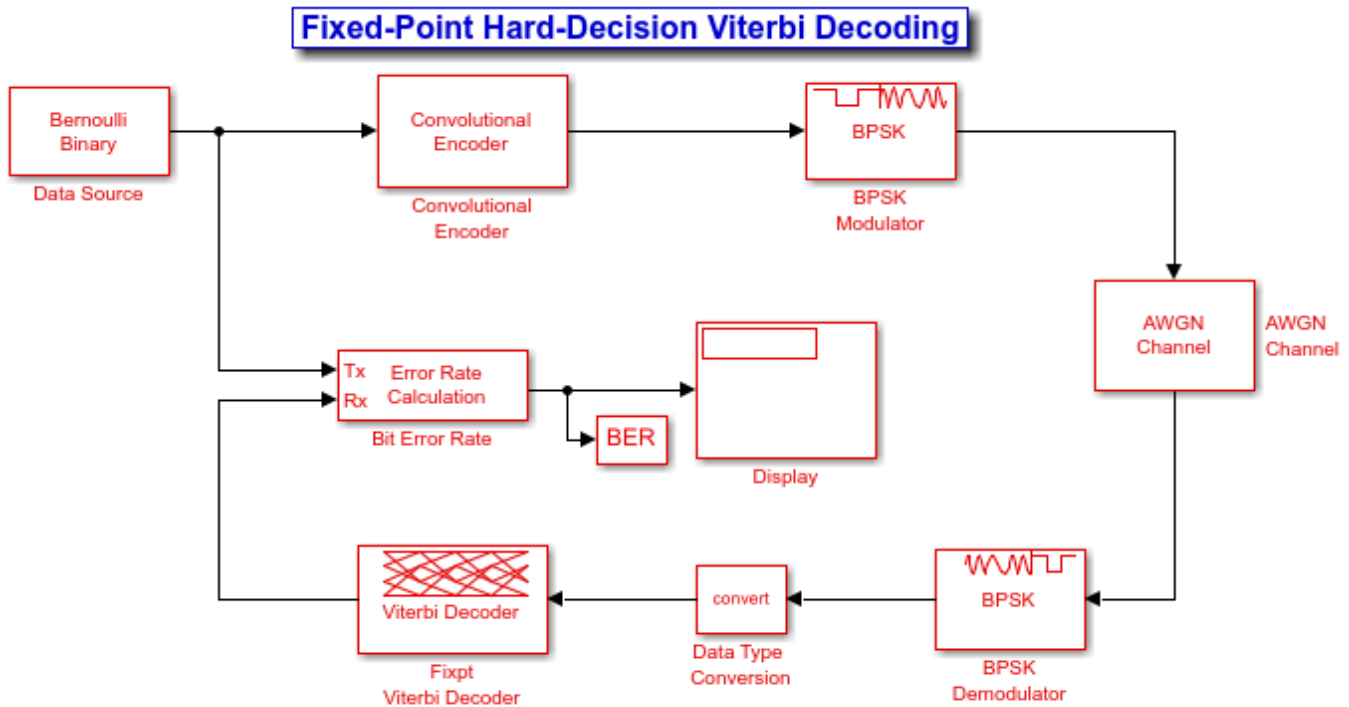 Fixed-Point Hard-Decision Viterbi Decoding
Bernoulli
Binary
Data Source
Convolutional
Encoder
Convolutional
Encoder
BPSK
BPSK
Modulator
AWGN
Channel
AWGN
Channel
Tx
Rx
Error Rate
Calculation
Bit Error Rate
BER
Display
Viterbi Decoder
Fixpt
Viterbi Decoder
convert
Data Type
Conversion
BPSK
BPSK
Demodulator